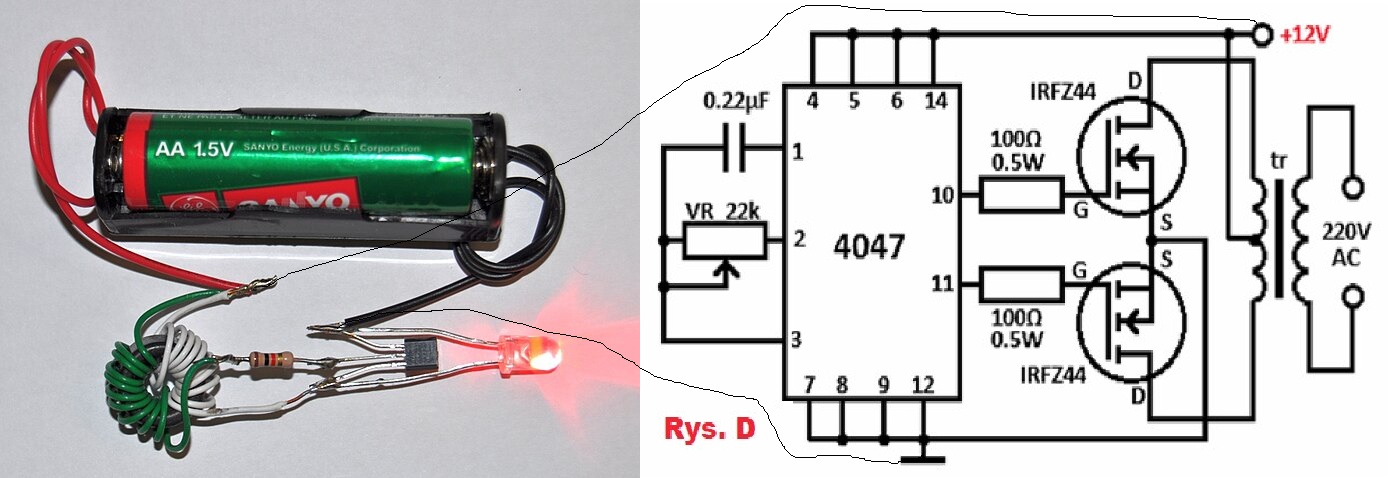 AA 1.5V SANYO Energy (U.S.A.) Corporation
SANYO
+12V
4 5 6 14
0.22µF
IRFZ44
D
1
100Ω
0.5W
tr
10
G
VR 22k
S
2
4047
220V
AC
S
G
11
100Ω
0.5W
3
IRFZ44
7 8 9 12
D
Rys. D